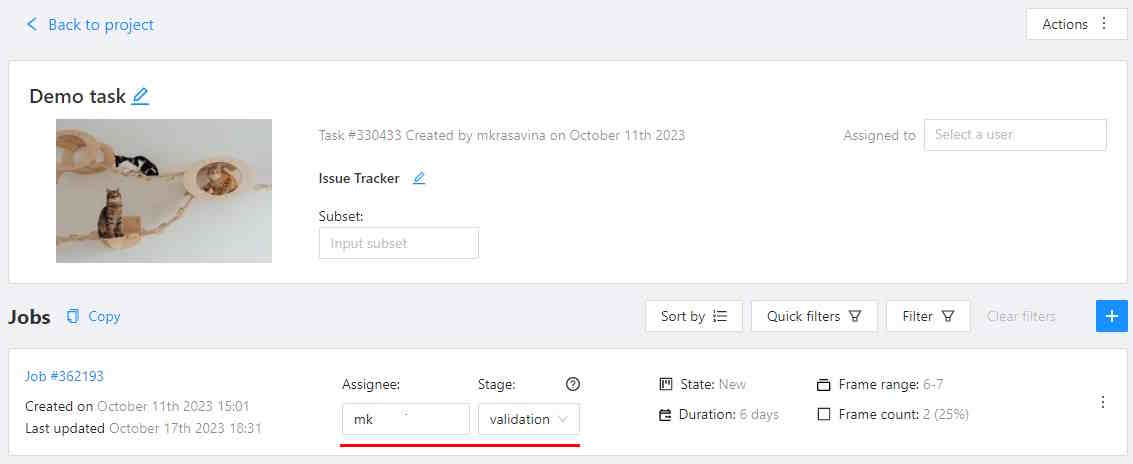 Back to project
Actions
Demo task
Task #330433 Created by mkrasavina on October 11th 2023
Assigned to Select a user
Issue Tracker
Subset:
Input subset
Jobs Copy Sort by Quick filters Filter Clear filters +
Job #362193
Created on October 11th 2023 15:01
Last updated October 17th 2023 18:31
Assignee: Stage:
mk validation
State: New
Duration: 6 days
Frame range: 6-7
Frame count: 2 (25%)